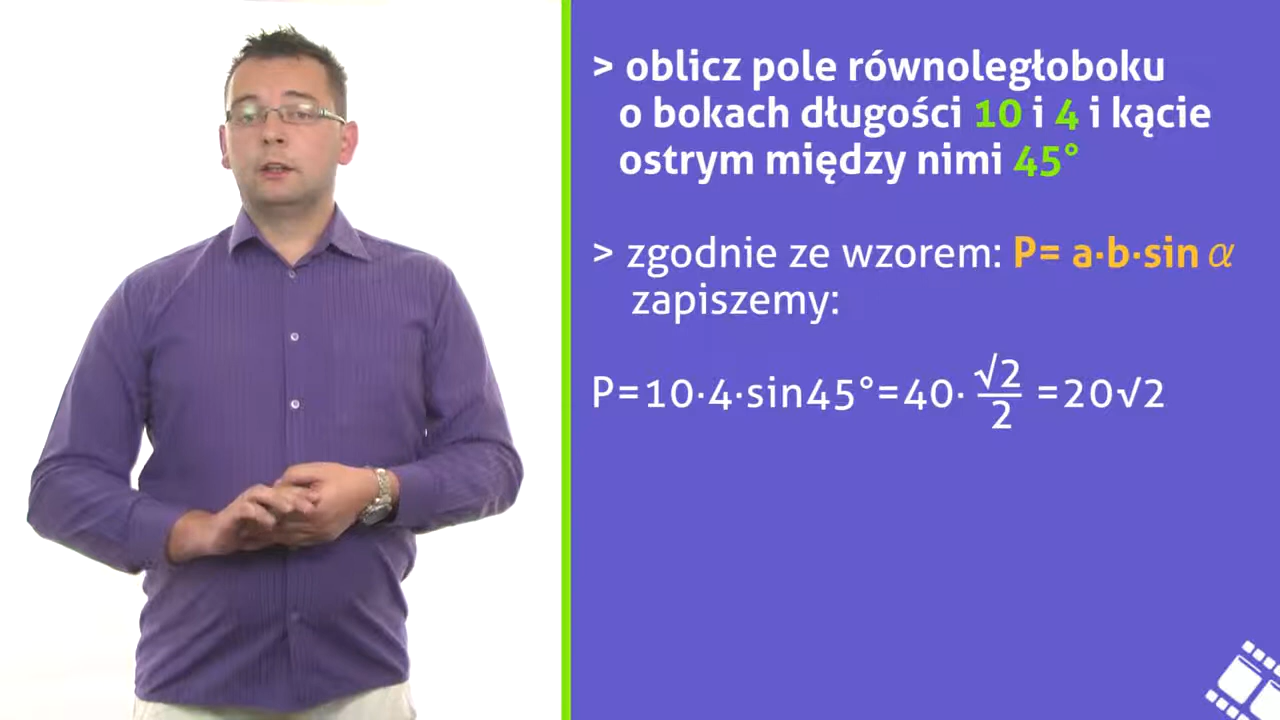 > oblicz pole równoległoboku
o bokach długości 10 i 4 i kącie
ostrym między nimi 45°
> zgodnie ze wzorem: P= a·b·sin α
zapiszemy:
P=10·4·sin45°=40· √2/2 =20√2